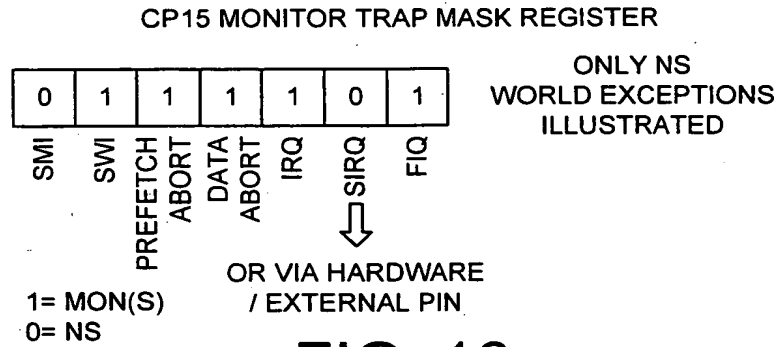 CP15 MONITOR TRAP MASK REGISTER
ONLY NS
WORLD EXCEPTIONS
ILLUSTRATED
0 1 1 1 1 0 1
SMI
SWI
PREFETCH
ABORT
DATA
ABORT
IRQ
SIRQ
FIQ
OR VIA HARDWARE
/ EXTERNAL PIN
1= MON(S)
0= NS